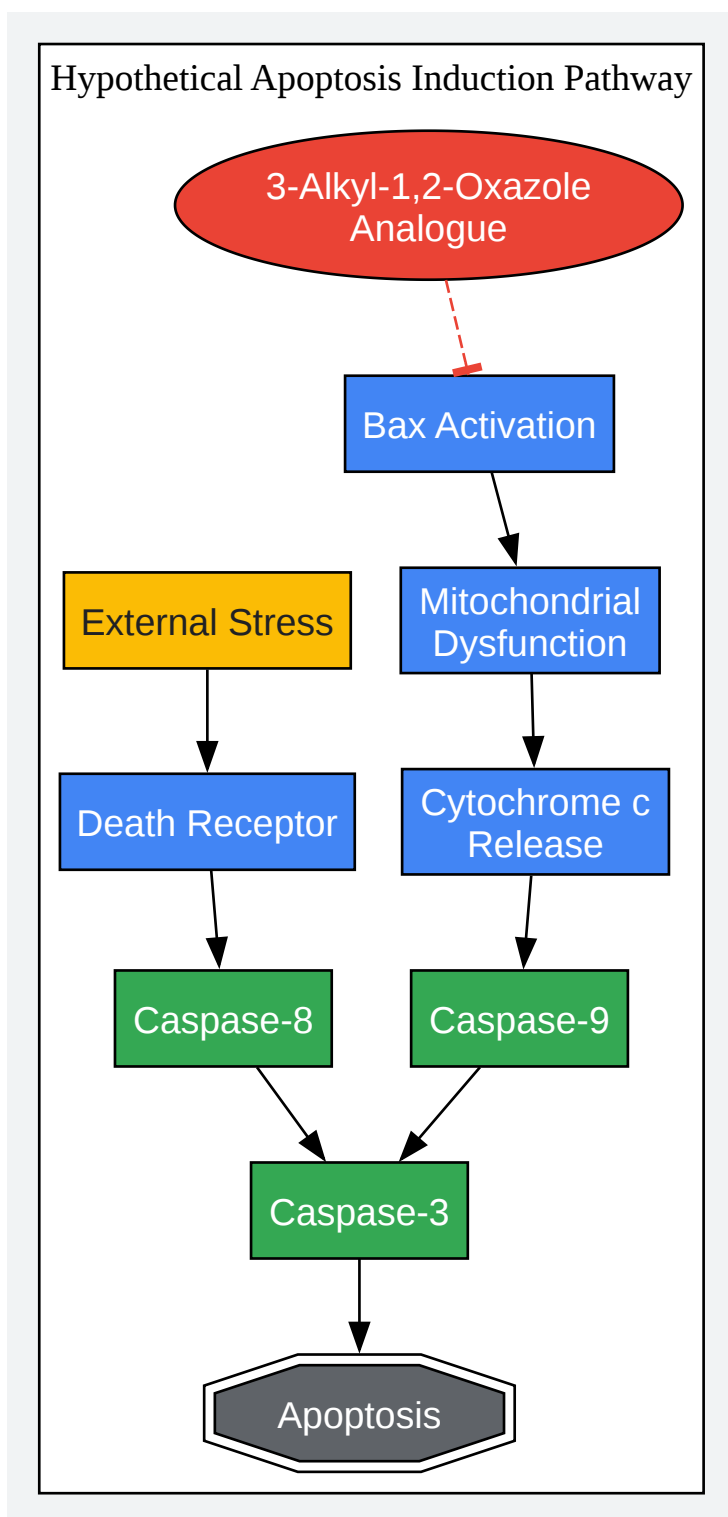 Hypothetical Apoptosis Induction Pathway
3-Alkyl-1,2-Oxazole
Analogue
Bax Activation
External Stress
Mitochondrial
Dysfunction
Death Receptor
Cytochrome c
Release
Caspase-8
Caspase-9
Caspase-3
Apoptosis